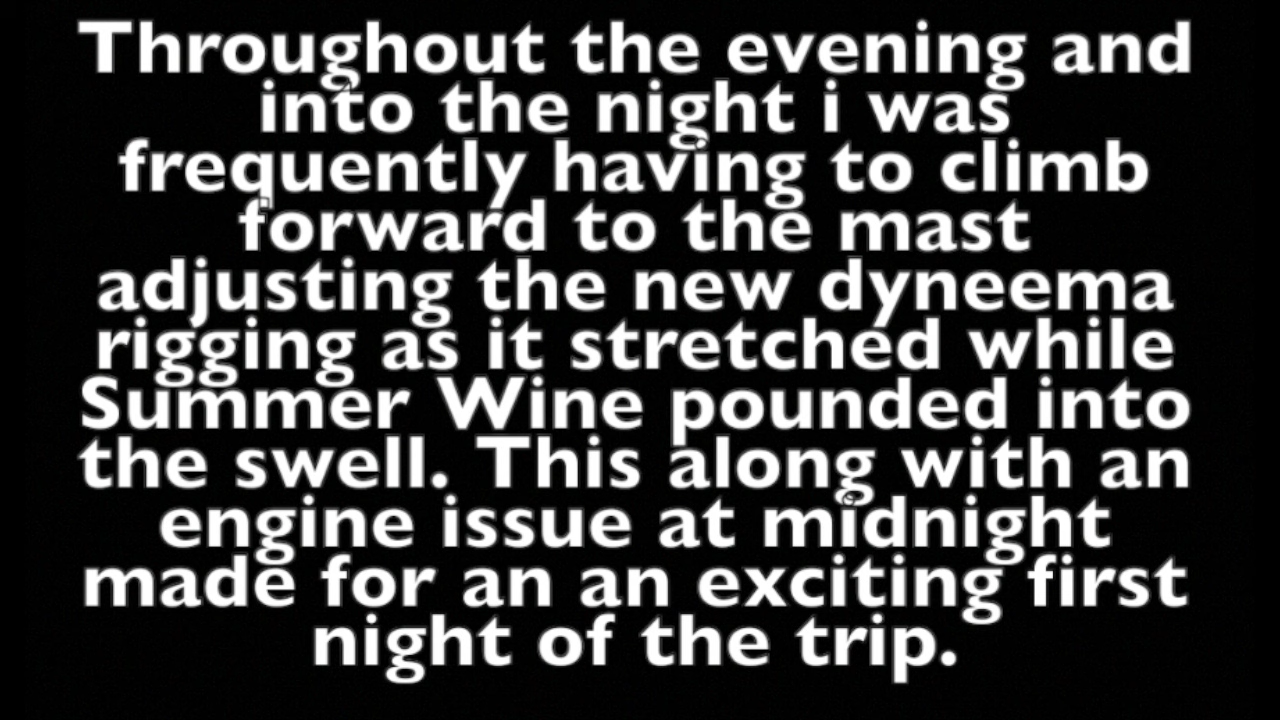 Throughout the evening and
into the night i was
frequently having to climb
forward to the mast
adjusting the new dyneema
rigging as it stretched while
Summer Wine pounded into
the swell. This along with an
engine issue at midnight
made for an an exciting first
night of the trip.